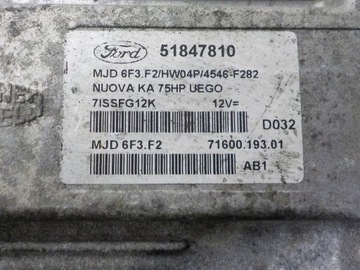 Ford 51847810
MJD 6F3.F2/HW04P/4546-F282
NUOVA KA 75HP UEGO
7ISSFG12K 12V=
D032
MJD 6F3.F2 71600.193.01
AB1